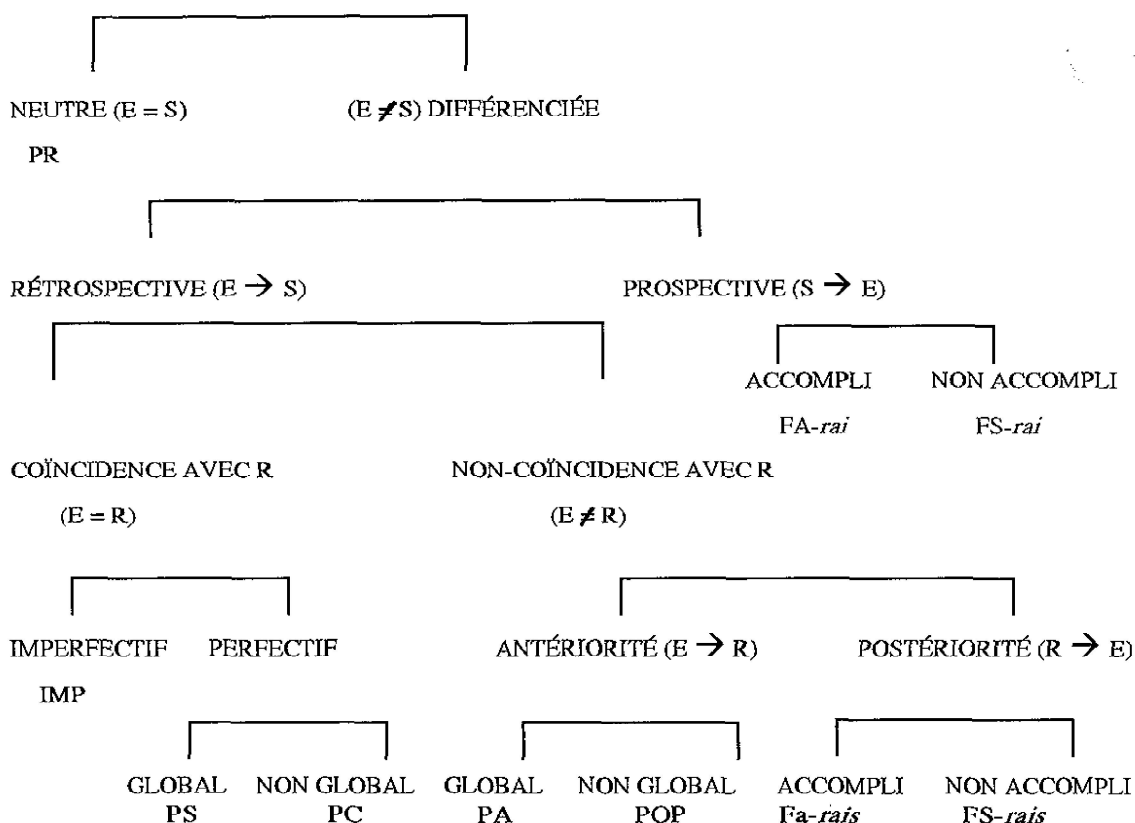 NEUTRE (E = S) (E ≠ S) DIFFÉRENCIÉE
PR
RÉTROSPECTIVE (E → S) PROSPECTIVE (S → E)
ACCOMPLI NON ACCOMPLI
FA-rai FS-rai
COÏNCIDENCE AVEC R NON-COÏNCIDENCE AVEC R
(E = R) (E ≠ R)
IMPERFECTIF PERFECTIF ANTÉRIORITÉ (E → R) POSTÉRIORITÉ (R → E)
IMP
GLOBAL NON GLOBAL GLOBAL NON GLOBAL ACCOMPLI NON ACCOMPLI
PS PC PA POP Fa-rais FS-rais